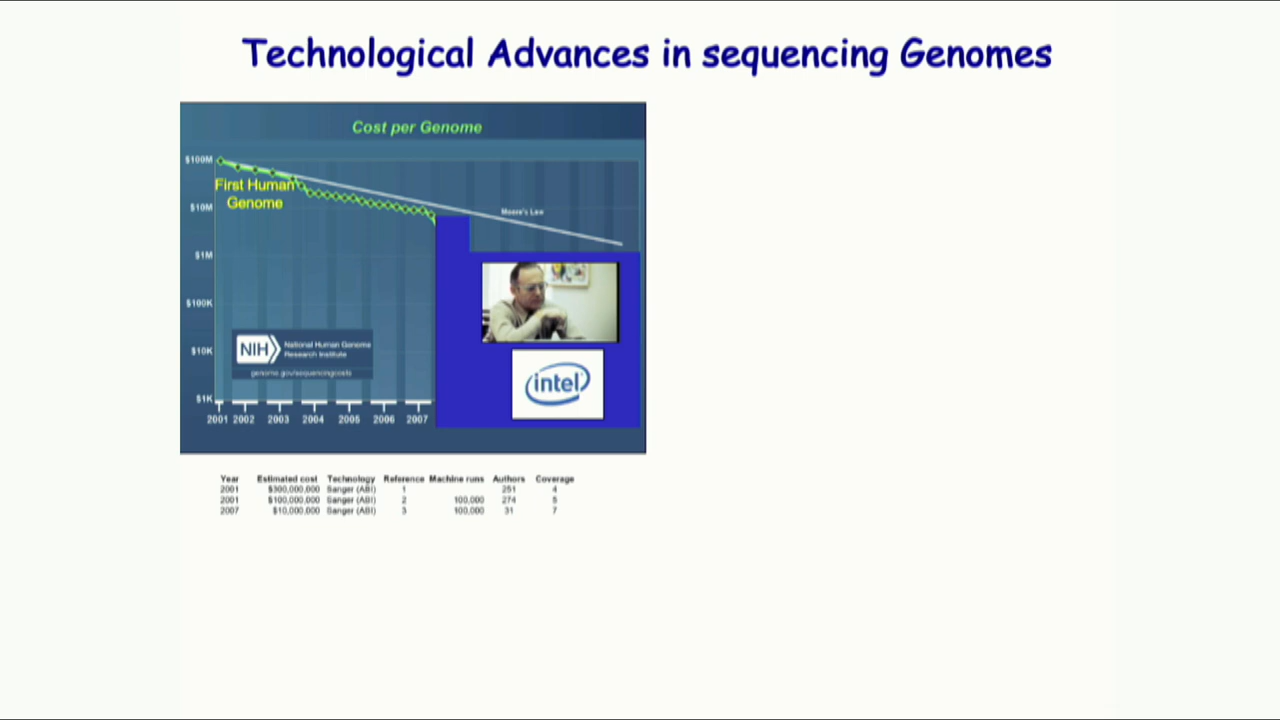 Technological Advances in sequencing Genomes
Cost per Genome
$100M
First Human
Genome
$10M
Moore's Law
$1M
$100K
NIH National Human Genome
Research Institute
genome.gov/sequencingcosts
$10K
intel
$1K
2001 2002 2003 2004 2005 2006 2007
Year Estimated cost Technology Reference Machine runs Authors Coverage
2001 $300,000,000 Sanger (ABI) 1 251 4
2001 $100,000,000 Sanger (ABI) 2 100,000 274 5
2007 $10,000,000 Sanger (ABI) 3 100,000 31 7